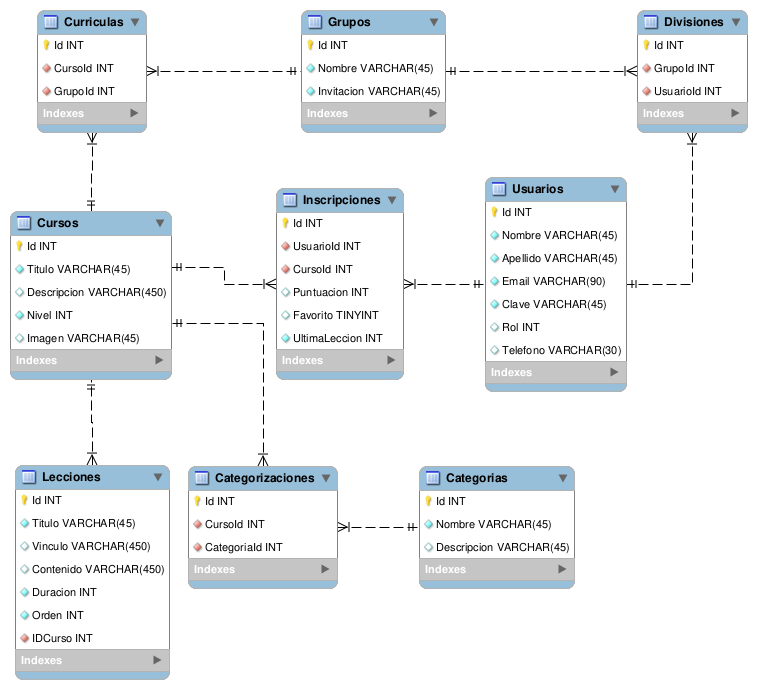 Curriculas
Id INT
CursoId INT
GrupoId INT
Indexes
Grupos
Id INT
Nombre VARCHAR(45)
Invitacion VARCHAR(45)
Indexes
Divisiones
Id INT
GrupoId INT
UsuarioId INT
Indexes
Cursos
Id INT
Titulo VARCHAR(45)
Descripcion VARCHAR(450)
Nivel INT
Imagen VARCHAR(45)
Indexes
Inscripciones
Id INT
UsuarioId INT
CursoId INT
Puntuacion INT
Favorito TINYINT
UltimaLeccion INT
Indexes
Usuarios
Id INT
Nombre VARCHAR(45)
Apellido VARCHAR(45)
Email VARCHAR(90)
Clave VARCHAR(45)
Rol INT
Telefono VARCHAR(30)
Indexes
Lecciones
Id INT
Titulo VARCHAR(45)
Vinculo VARCHAR(450)
Contenido VARCHAR(450)
Duracion INT
Orden INT
IDCurso INT
Indexes
Categorizaciones
Id INT
CursoId INT
CategoriaId INT
Indexes
Categorias
Id INT
Nombre VARCHAR(45)
Descripcion VARCHAR(45)
Indexes